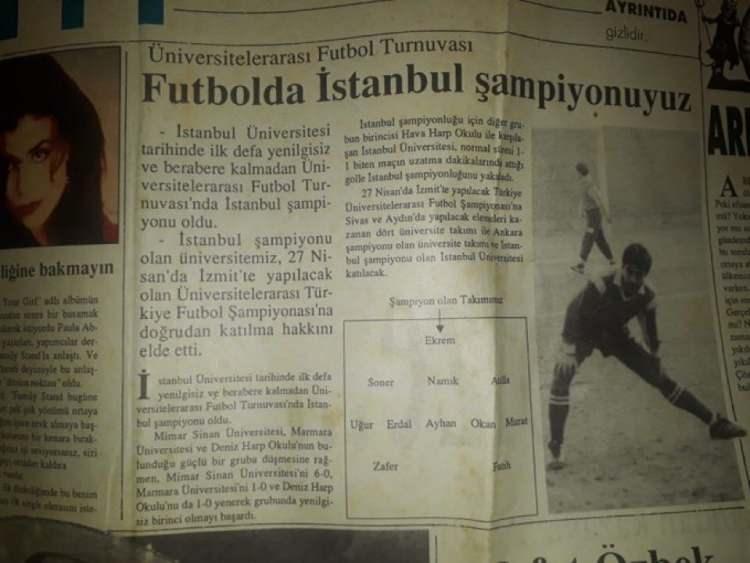 AYRINTIDA
gizlidir.
Üniversitelerarası Futbol Turnuvası
Futbolda İstanbul şampiyonuyuz
- İstanbul Üniversitesi
tarihinde ilk defa yenilgisiz
ve berabere kalmadan Üni-
versitelerarası Futbol Tur-
nuvası'nda İstanbul şampi-
yonu oldu.
- İstanbul şampiyonu
olan üniversitemiz, 27 Ni-
san'da İzmit'te yapılacak
olan Üniversitelerarası Tür-
kiye Futbol Şampiyonası'na
doğrudan katılma hakkını
elde etti.
İstanbul Üniversitesi tarihinde ilk defa
yenilgisiz ve berabere kalmadan Üni-
versitelerarası Futbol Turnuvası'nda İstan-
bul şampiyonu oldu.
Mimar Sinan Üniversitesi, Marmara
Üniversitesi ve Deniz Harp Okulu'nun bu-
lunduğu güçlü bir gruba düşmesine rağ-
men, Mimar Sinan Üniversitesi'ni 6-0,
Marmara Üniversitesi'ni 1-0 ve Deniz Harp
Okulu'nu da 1-0 yenerek grubunda yenilgi-
siz birinci olmayı başardı.
İstanbul şampiyonluğu için diğer gru-
bun birincisi Hava Harp Okulu ile karşıla-
şan İstanbul Üniversitesi, normal süresi 1-
1 biten maçın uzatma dakikalarında attığı
golle İstanbul şampiyonluğunu yakaladı.
27 Nisan'da İzmit'te yapılacak Türkiye
Üniversitelerarası Futbol Şampiyonası'na
Sivas ve Aydın'da yapılacak elemeleri ka-
zanan dört üniversite takımı ile Ankara
şampiyonu olan üniversite takımı ve İstan-
bul şampiyonu olan İstanbul Üniversitesi
katılacak.
Şampiyon olan Takımımız
Ekrem
Soner Namık Atilla
Uğur Erdal Ayhan Okan Murat
Zafer Fatih
liğine bakmayın
Your Girl' adlı albümün
Paula Ab-
AR
Özbek